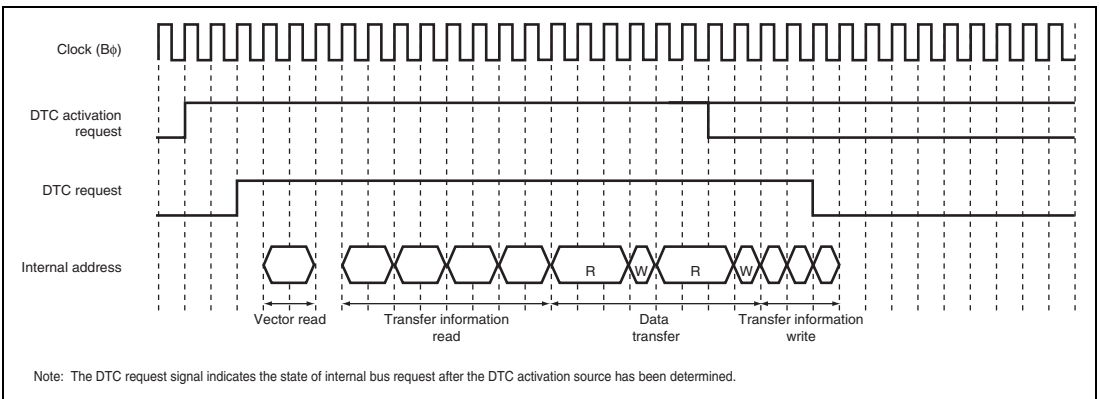 Clock (Bφ)
DTC activation
request
DTC request
Internal address
R
W
R
W
Vector read
Transfer information
read
Data
transfer
Transfer information
write
Note: The DTC request signal indicates the state of internal bus request after the DTC activation source has been determined.